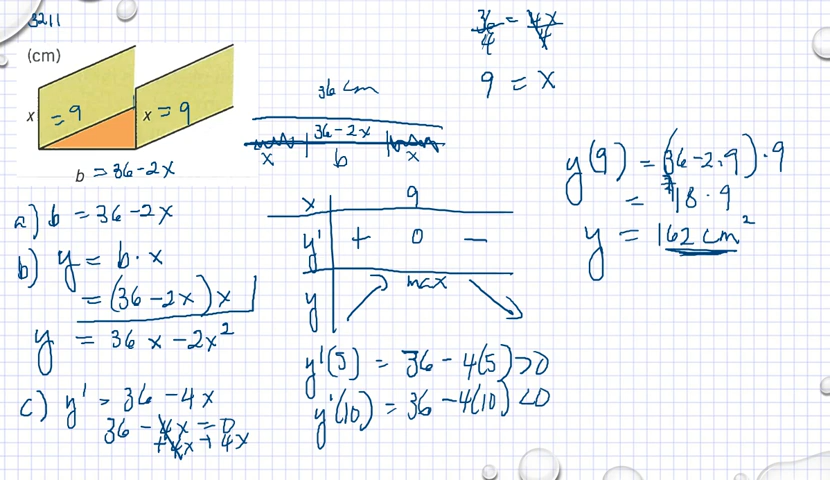 3211
(cm)
x = 9
x = 9
b = 36-2x
a) b = 36-2x
b) y = b · x
= (36-2x)x
y = 36x-2x²
c) y' = 36-4x
36-4x = 0
+4x + 4x
36 cm
36-2x
x b x
x 9
y' + 0 -
y max
y'(5) = 36-4(5)>0
y'(10) = 36-4(10)<0
36 = 4x
4 4
9 = x
y(9) = (36-2·9)·9
= 18·9
y = 162 cm²